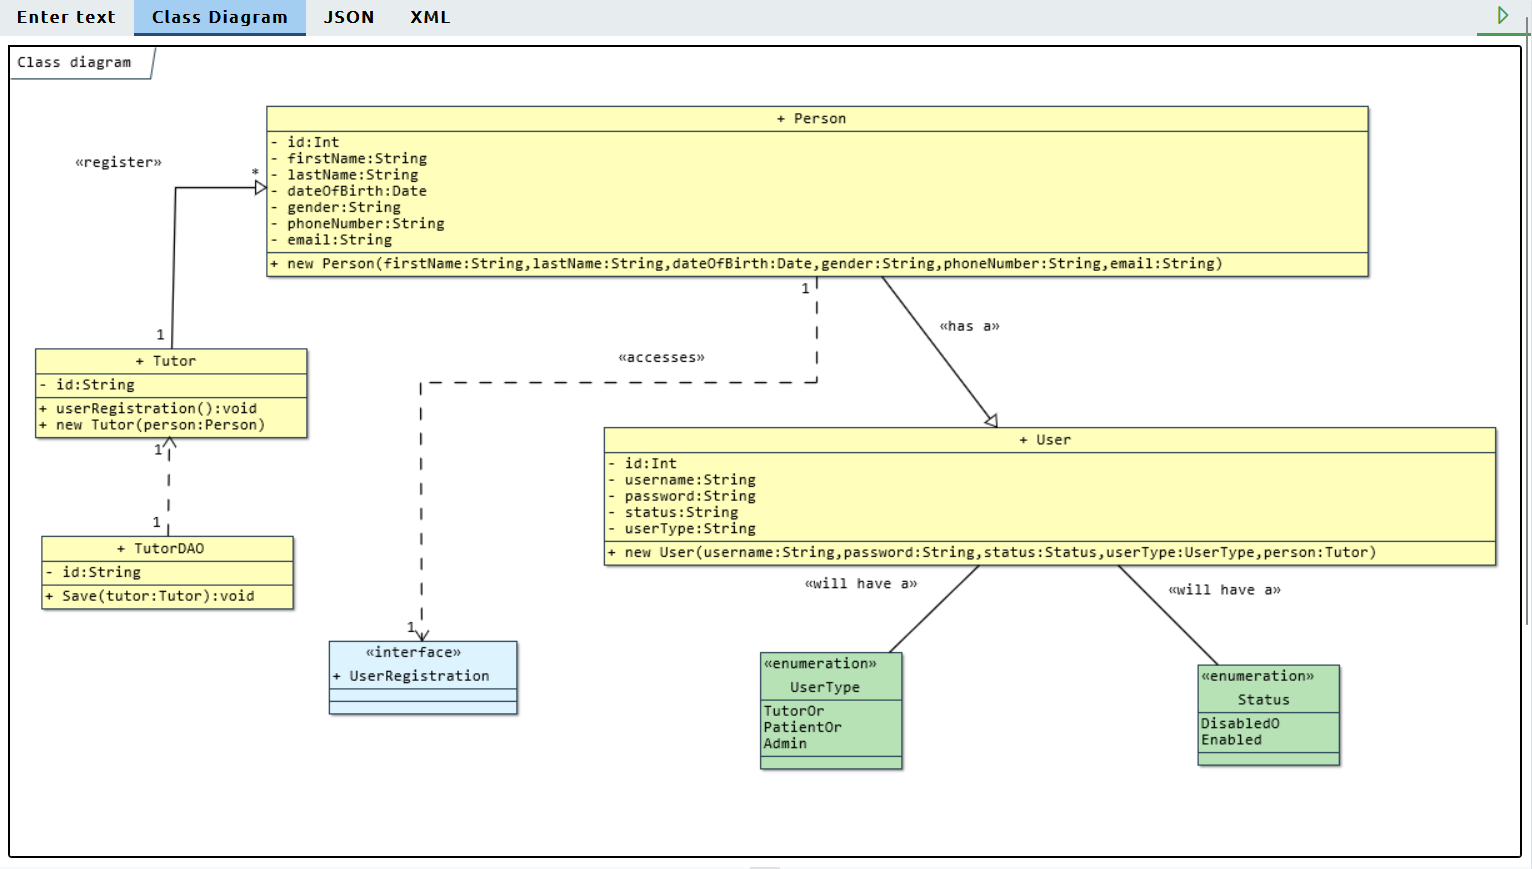 Enter text
Class Diagram
JSON
XML
Class diagram
+ Person
- id:Int
- firstName:String
- lastName:String
- dateOfBirth:Date
- gender:String
- phoneNumber:String
- email:String
+ new Person(firstName:String,lastName:String,dateOfBirth:Date,gender:String,phoneNumber:String,email:String)
«register»
*
1
1
«has a»
«accesses»
+ Tutor
- id:String
+ userRegistration():void
+ new Tutor(person:Person)
1
1
+ TutorDAO
- id:String
+ Save(tutor:Tutor):void
+ User
- id:Int
- username:String
- password:String
- status:String
- userType:String
+ new User(username:String,password:String,status:Status,userType:UserType,person:Tutor)
«will have a»
«will have a»
1
«interface»
+ UserRegistration
«enumeration»
UserType
TutorOr
PatientOr
Admin
«enumeration»
Status
DisabledO
Enabled